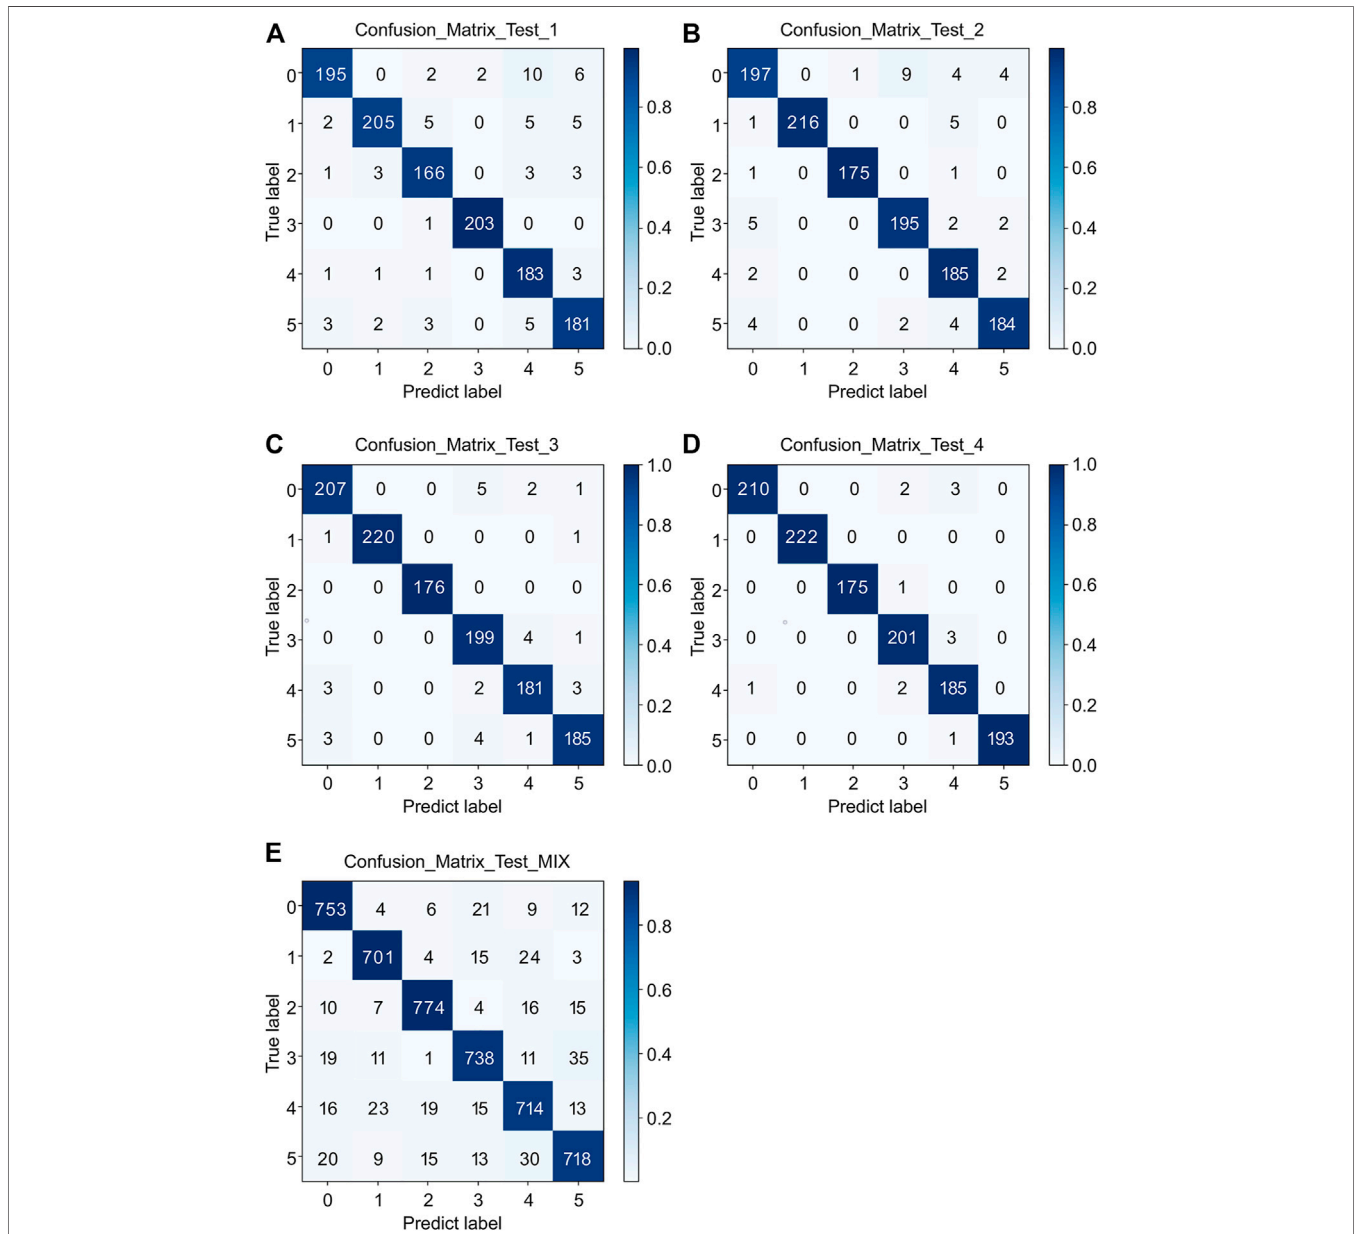 A Confusion_Matrix_Test_1
0 195 0 2 2 10 6
1 2 205 5 0 5 5
2 1 3 166 0 3 3
3 0 0 1 203 0 0
4 1 1 1 0 183 3
5 3 2 3 0 5 181
0 1 2 3 4 5
Predict label
True label
0.8
0.6
0.4
0.2
0.0
B Confusion_Matrix_Test_2
0 197 0 1 9 4 4
1 1 216 0 0 5 0
2 1 0 175 0 1 0
3 5 0 0 195 2 2
4 2 0 0 0 185 2
5 4 0 0 2 4 184
0 1 2 3 4 5
Predict label
True label
0.8
0.6
0.4
0.2
0.0
C Confusion_Matrix_Test_3
0 207 0 0 5 2 1
1 1 220 0 0 0 1
2 0 0 176 0 0 0
3 0 0 0 199 4 1
4 3 0 0 2 181 3
5 3 0 0 4 1 185
0 1 2 3 4 5
Predict label
True label
1.0
0.8
0.6
0.4
0.2
0.0
D Confusion_Matrix_Test_4
0 210 0 0 2 3 0
1 0 222 0 0 0 0
2 0 0 175 1 0 0
3 0 0 0 201 3 0
4 1 0 0 2 185 0
5 0 0 0 0 1 193
0 1 2 3 4 5
Predict label
True label
1.0
0.8
0.6
0.4
0.2
0.0
E Confusion_Matrix_Test_MIX
0 753 4 6 21 9 12
1 2 701 4 15 24 3
2 10 7 774 4 16 15
3 19 11 1 738 11 35
4 16 23 19 15 714 13
5 20 9 15 13 30 718
0 1 2 3 4 5
Predict label
True label
0.8
0.6
0.4
0.2